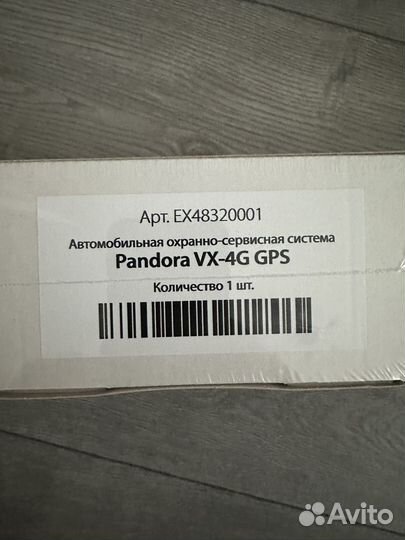 Арт. EX48320001
Автомобильная охранно-сервисная система
Pandora VX-4G GPS
Количество 1 шт.
Avito